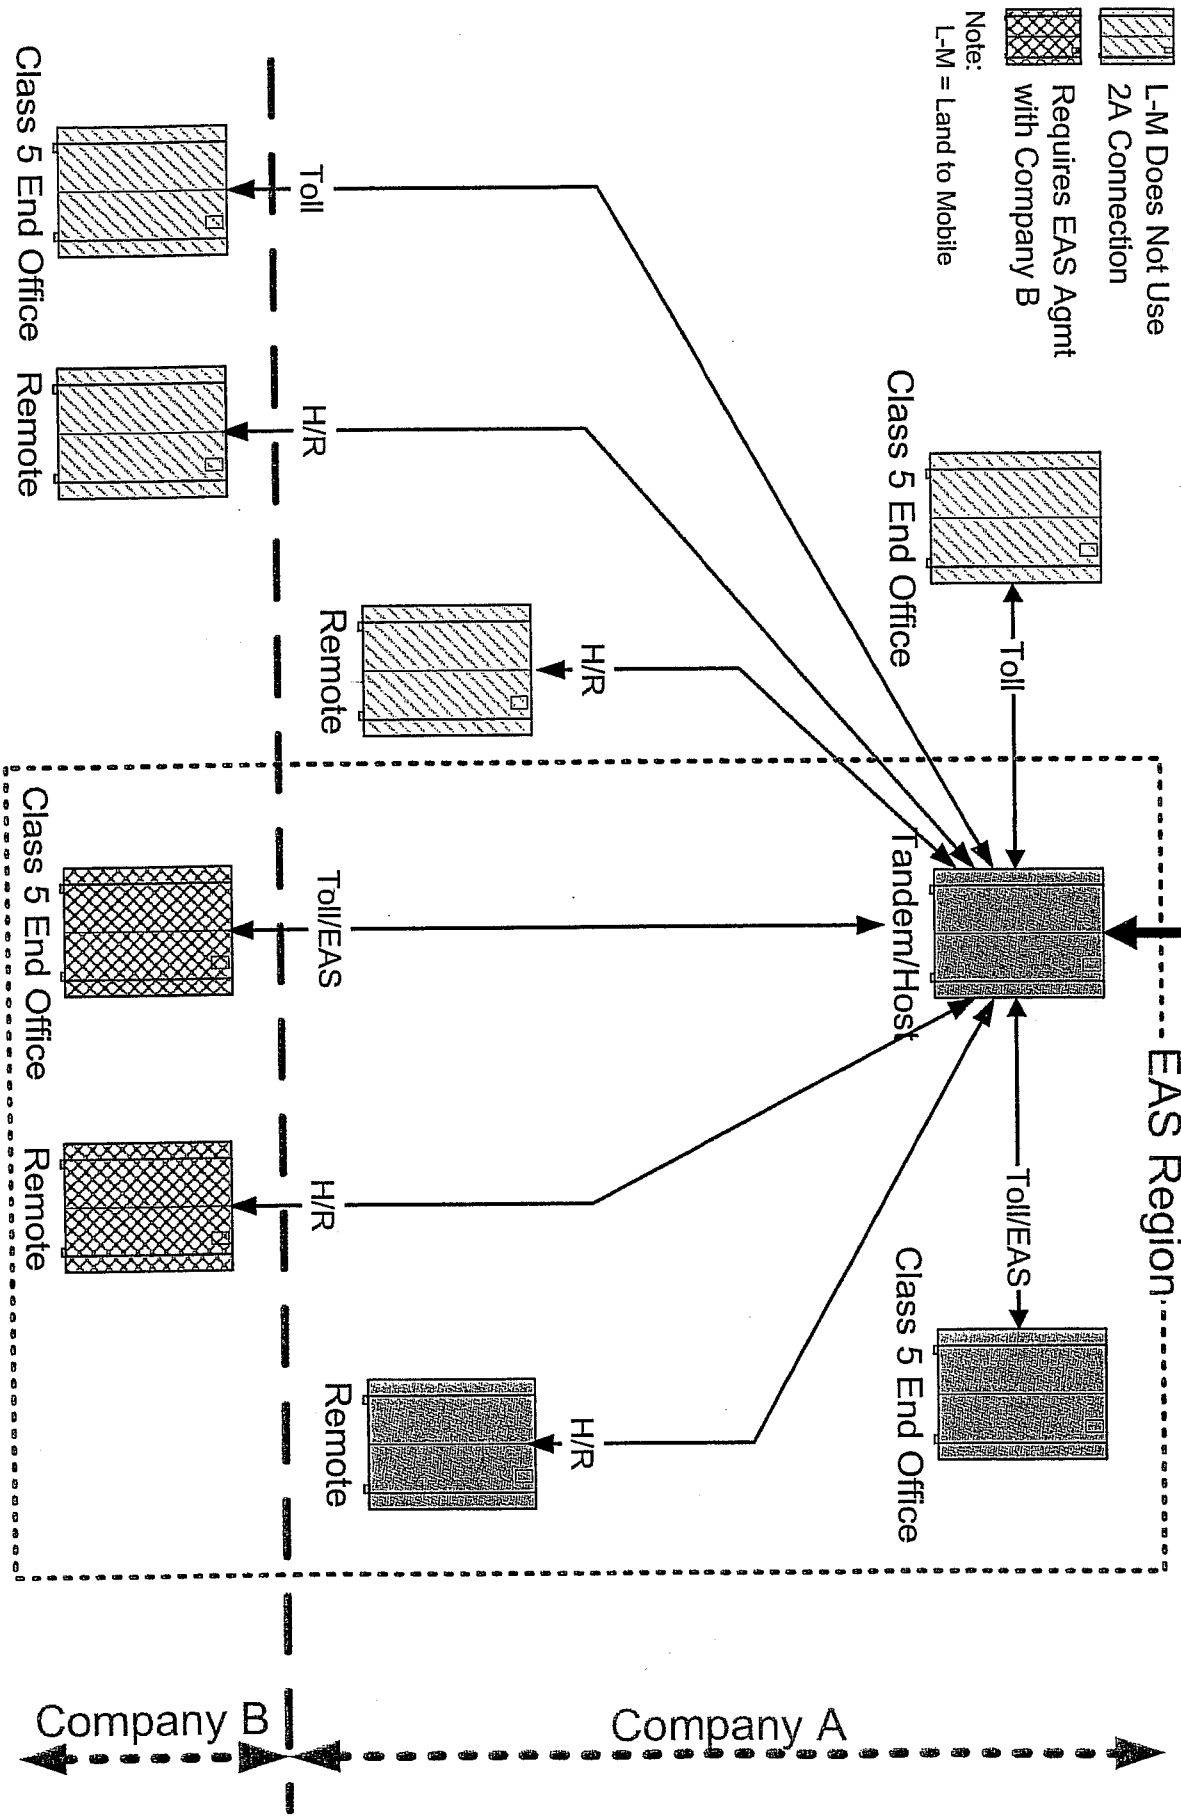 L-M Does Not Use
2A Connection
Requires EAS Agmt
with Company B
Note:
L-M = Land to Mobile
EAS Region
Class 5 End Office
Toll
Tandem/Host
Toll/EAS
Class 5 End Office
Remote
H/R
Remote
H/R
Toll
H/R
Toll/EAS
H/R
Class 5 End Office
Remote
Class 5 End Office
Remote
Company A
Company B